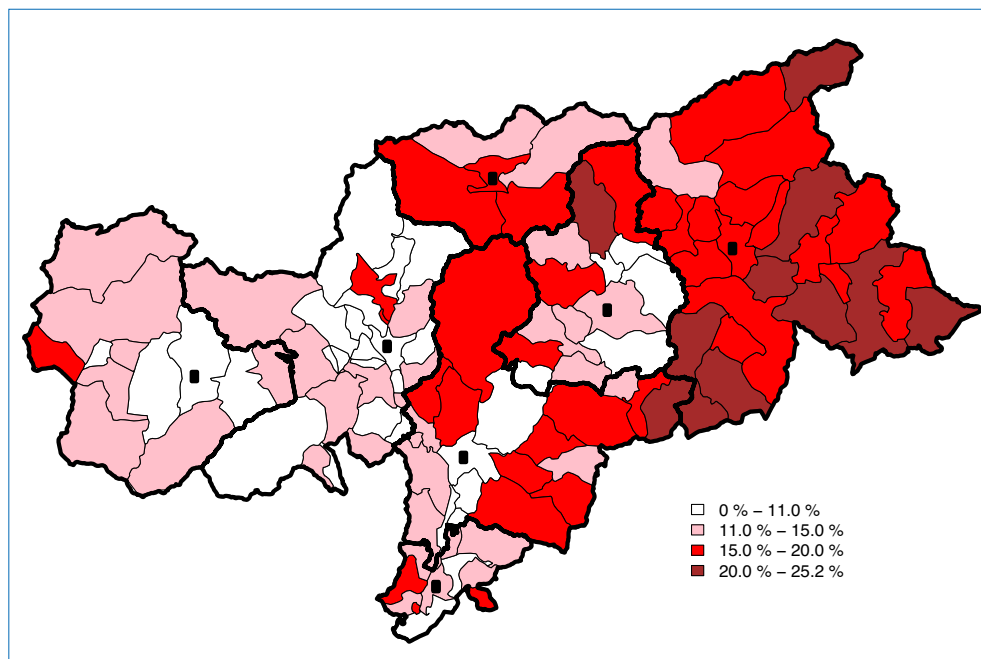 0 % – 11.0 %
11.0 % – 15.0 %
15.0 % – 20.0 %
20.0 % – 25.2 %